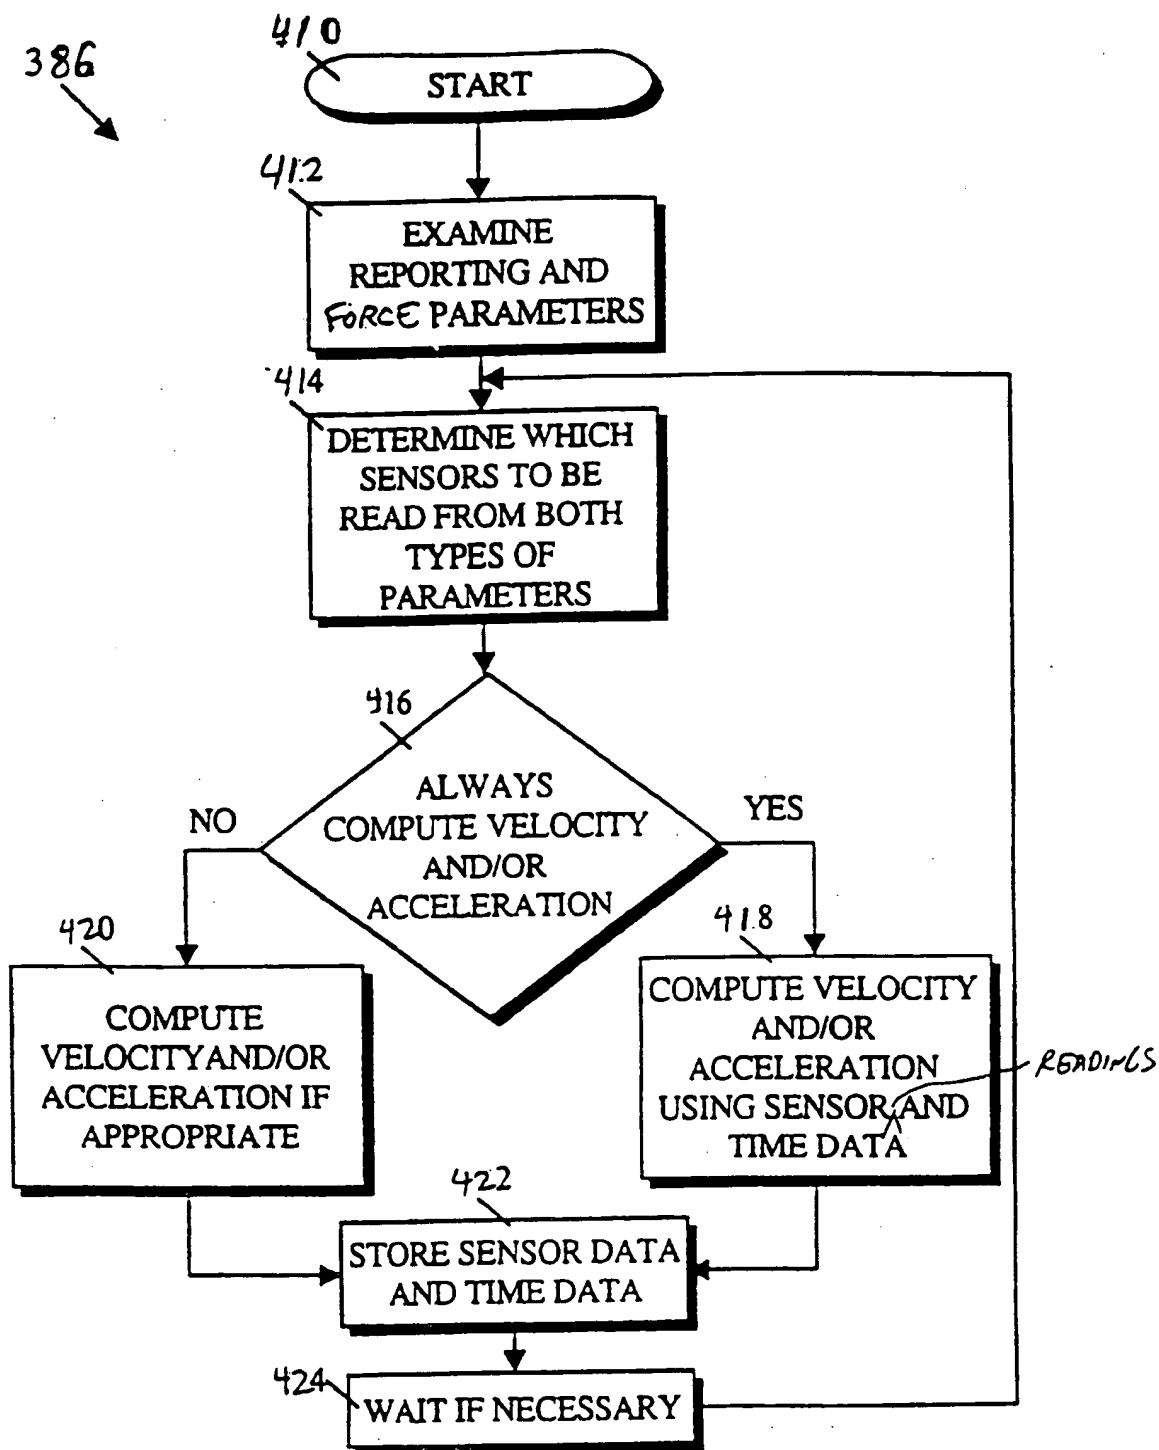 386
410
START
412
EXAMINE
REPORTING AND
FORCE PARAMETERS
414
DETERMINE WHICH
SENSORS TO BE
READ FROM BOTH
TYPES OF
PARAMETERS
416
ALWAYS
COMPUTE VELOCITY
AND/OR
ACCELERATION
NO
YES
420
COMPUTE
VELOCITYAND/OR
ACCELERATION IF
APPROPRIATE
418
COMPUTE VELOCITY
AND/OR
ACCELERATION
USING SENSOR AND
TIME DATA
READINGS
422
STORE SENSOR DATA
AND TIME DATA
424
WAIT IF NECESSARY